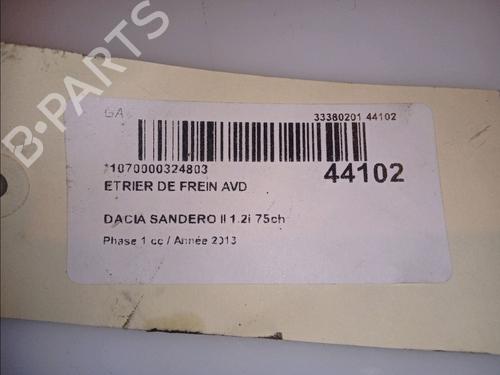 GA
33380201 44102
*1070000324803
44102
ETRIER DE FREIN AVD
DACIA SANDERO II 1.2i 75ch
Phase 1 cc / Année 2013
B-PARTS